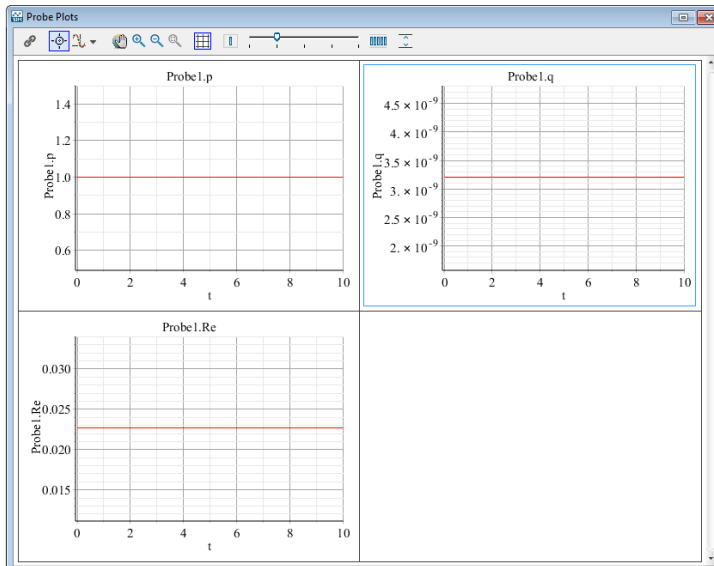 Probe Plots
Probe1.p
1.4
1.2
1.0
0.8
0.6
Probe1.p
0 2 4 6 8 10
t
Probe1.q
4.5 × 10⁻⁹
4. × 10⁻⁹
3.5 × 10⁻⁹
3. × 10⁻⁹
2.5 × 10⁻⁹
2. × 10⁻⁹
Probe1.q
0 2 4 6 8 10
t
Probe1.Re
0.030
0.025
0.020
0.015
Probe1.Re
0 2 4 6 8 10
t